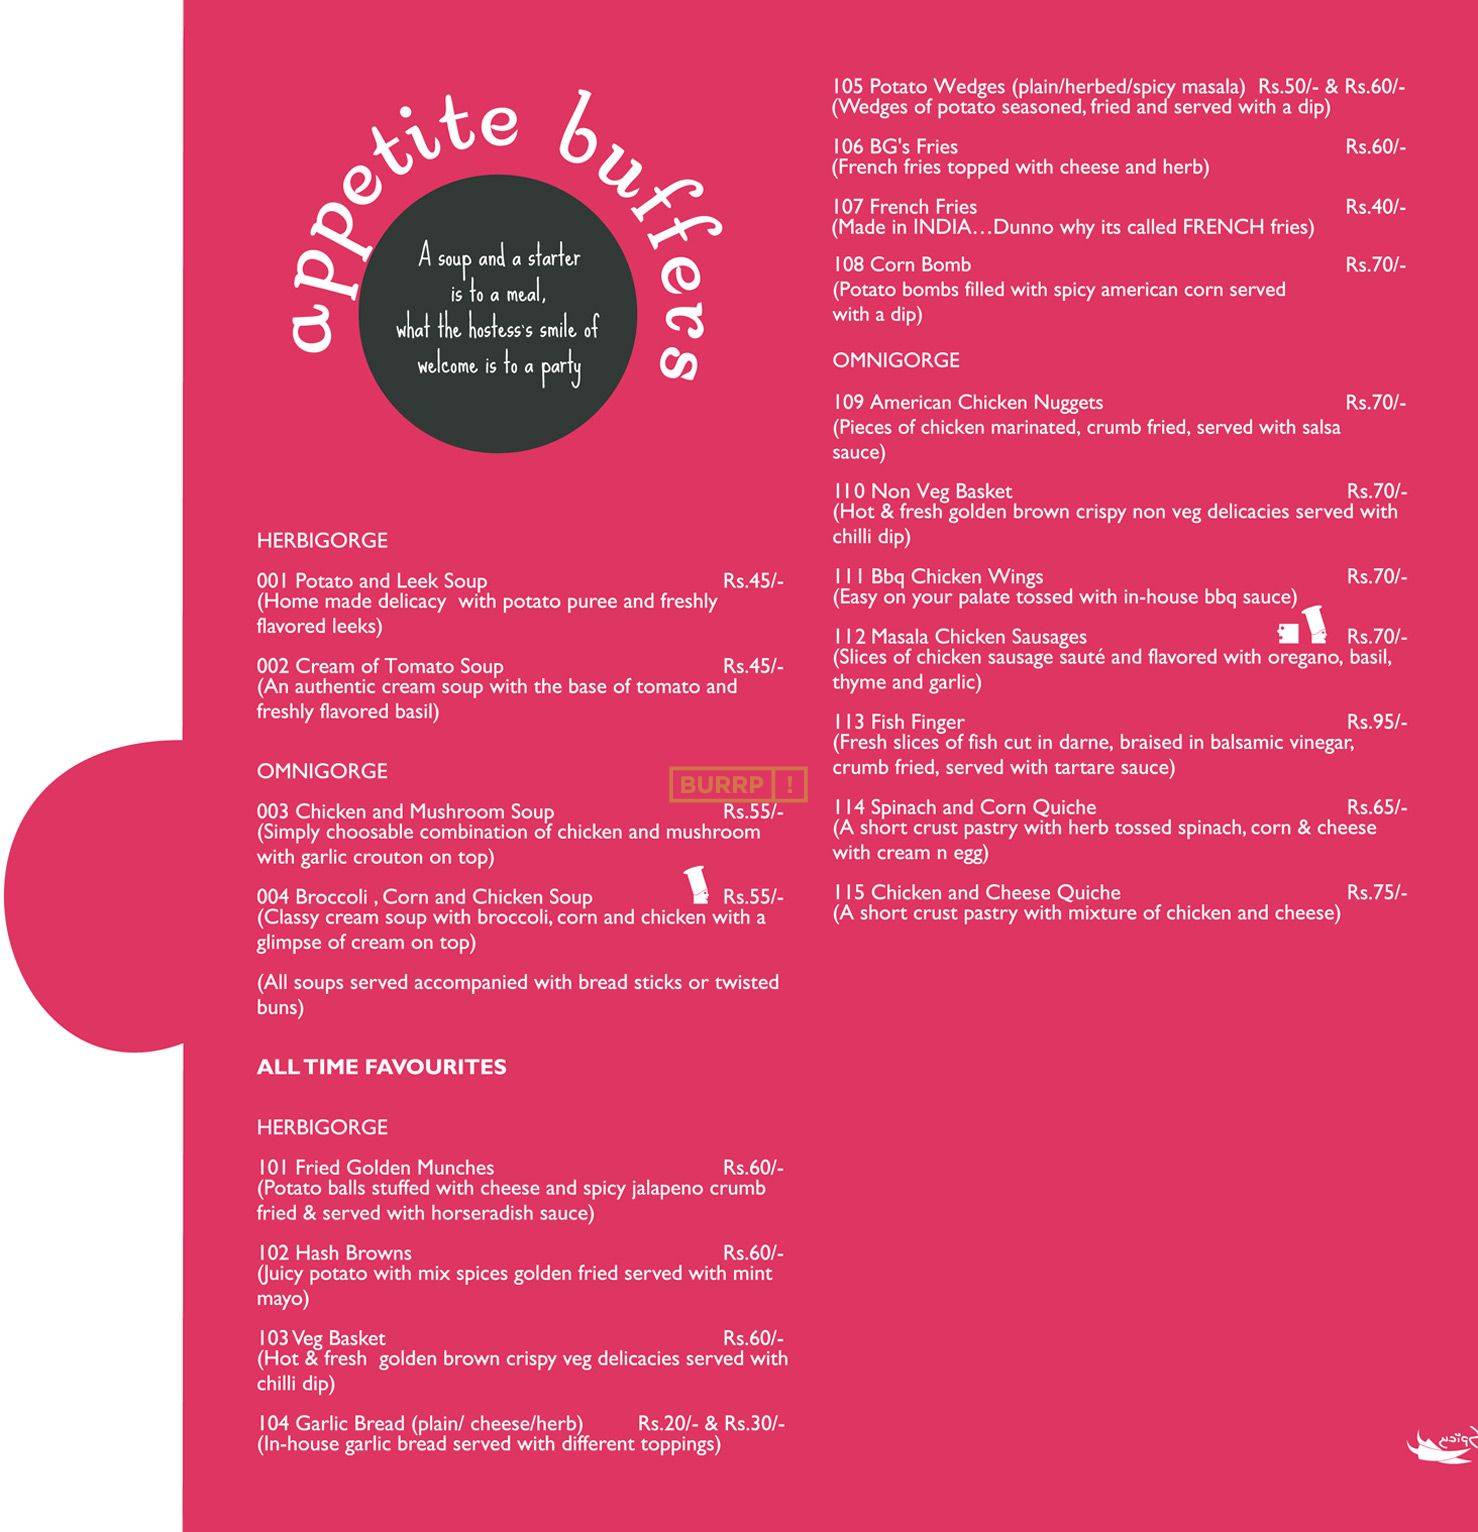 appetite buffers
A soup and a starter
is to a meal,
what the hostess's smile of
welcome is to a party
HERBIGORGE
001 Potato and Leek Soup Rs.45/-
(Home made delicacy with potato puree and freshly
flavored leeks)
002 Cream of Tomato Soup Rs.45/-
(An authentic cream soup with the base of tomato and
freshly flavored basil)
OMNIGORGE
BURRP !
003 Chicken and Mushroom Soup Rs.55/-
(Simply choosable combination of chicken and mushroom
with garlic crouton on top)
004 Broccoli , Corn and Chicken Soup Rs.55/-
(Classy cream soup with broccoli, corn and chicken with a
glimpse of cream on top)
(All soups served accompanied with bread sticks or twisted
buns)
ALL TIME FAVOURITES
HERBIGORGE
101 Fried Golden Munches Rs.60/-
(Potato balls stuffed with cheese and spicy jalapeno crumb
fried & served with horseradish sauce)
102 Hash Browns Rs.60/-
(Juicy potato with mix spices golden fried served with mint
mayo)
103 Veg Basket Rs.60/-
(Hot & fresh golden brown crispy veg delicacies served with
chilli dip)
104 Garlic Bread (plain/ cheese/herb) Rs.20/- & Rs.30/-
(In-house garlic bread served with different toppings)
105 Potato Wedges (plain/herbed/spicy masala) Rs.50/- & Rs.60/-
(Wedges of potato seasoned, fried and served with a dip)
106 BG's Fries Rs.60/-
(French fries topped with cheese and herb)
107 French Fries Rs.40/-
(Made in INDIA...Dunno why its called FRENCH fries)
108 Corn Bomb Rs.70/-
(Potato bombs filled with spicy american corn served
with a dip)
OMNIGORGE
109 American Chicken Nuggets Rs.70/-
(Pieces of chicken marinated, crumb fried, served with salsa
sauce)
110 Non Veg Basket Rs.70/-
(Hot & fresh golden brown crispy non veg delicacies served with
chilli dip)
111 Bbq Chicken Wings Rs.70/-
(Easy on your palate tossed with in-house bbq sauce)
112 Masala Chicken Sausages Rs.70/-
(Slices of chicken sausage sauté and flavored with oregano, basil,
thyme and garlic)
113 Fish Finger Rs.95/-
(Fresh slices of fish cut in darne, braised in balsamic vinegar,
crumb fried, served with tartare sauce)
114 Spinach and Corn Quiche Rs.65/-
(A short crust pastry with herb tossed spinach, corn & cheese
with cream n egg)
115 Chicken and Cheese Quiche Rs.75/-
(A short crust pastry with mixture of chicken and cheese)